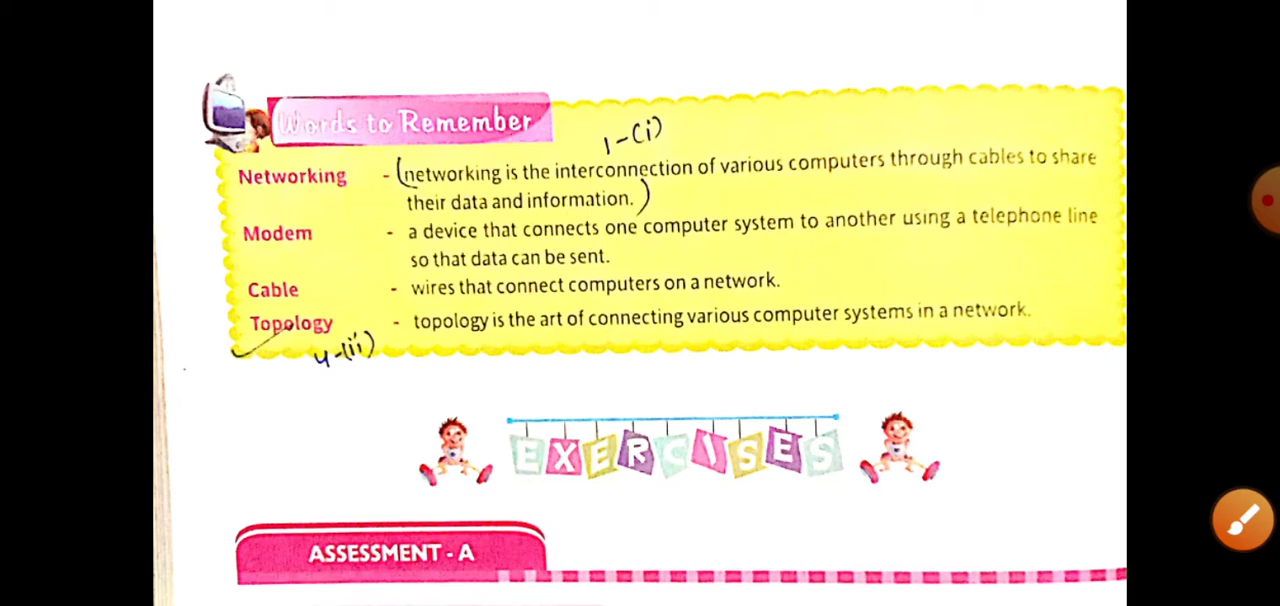 Words to Remember
1-(i)
Networking - (networking is the interconnection of various computers through cables to share
their data and information.)
Modem - a device that connects one computer system to another using a telephone line
so that data can be sent.
Cable - wires that connect computers on a network.
Topology - topology is the art of connecting various computer systems in a network.
4-(ii)
EXERCISES
ASSESSMENT - A